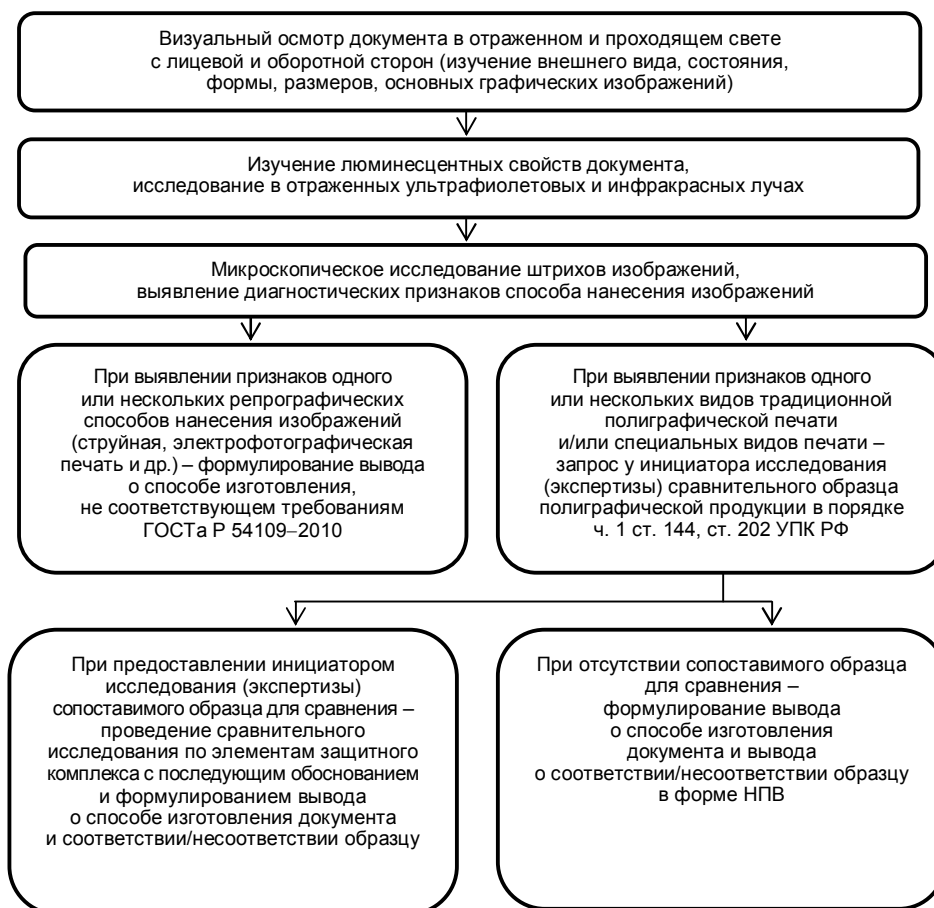 Визуальный осмотр документа в отраженном и проходящем свете
с лицевой и оборотной сторон (изучение внешнего вида, состояния,
формы, размеров, основных графических изображений)
Изучение люминесцентных свойств документа,
исследование в отраженных ультрафиолетовых и инфракрасных лучах
Микроскопическое исследование штрихов изображений,
выявление диагностических признаков способа нанесения изображений
При выявлении признаков одного
или нескольких репрографических
способов нанесения изображений
(струйная, электрофотографическая
печать и др.) – формулирование вывода
о способе изготовления,
не соответствующем требованиям
ГОСТа Р 54109–2010
При выявлении признаков одного
или нескольких видов традиционной
полиграфической печати
и/или специальных видов печати –
запрос у инициатора исследования
(экспертизы) сравнительного образца
полиграфической продукции в порядке
ч. 1 ст. 144, ст. 202 УПК РФ
При предоставлении инициатором
исследования (экспертизы)
сопоставимого образца для сравнения –
проведение сравнительного
исследования по элементам защитного
комплекса с последующим обоснованием
и формулированием вывода
о способе изготовления документа
и соответствии/несоответствии образцу
При отсутствии сопоставимого образца
для сравнения –
формулирование вывода
о способе изготовления
документа и вывода
о соответствии/несоответствии образцу
в форме НПВ